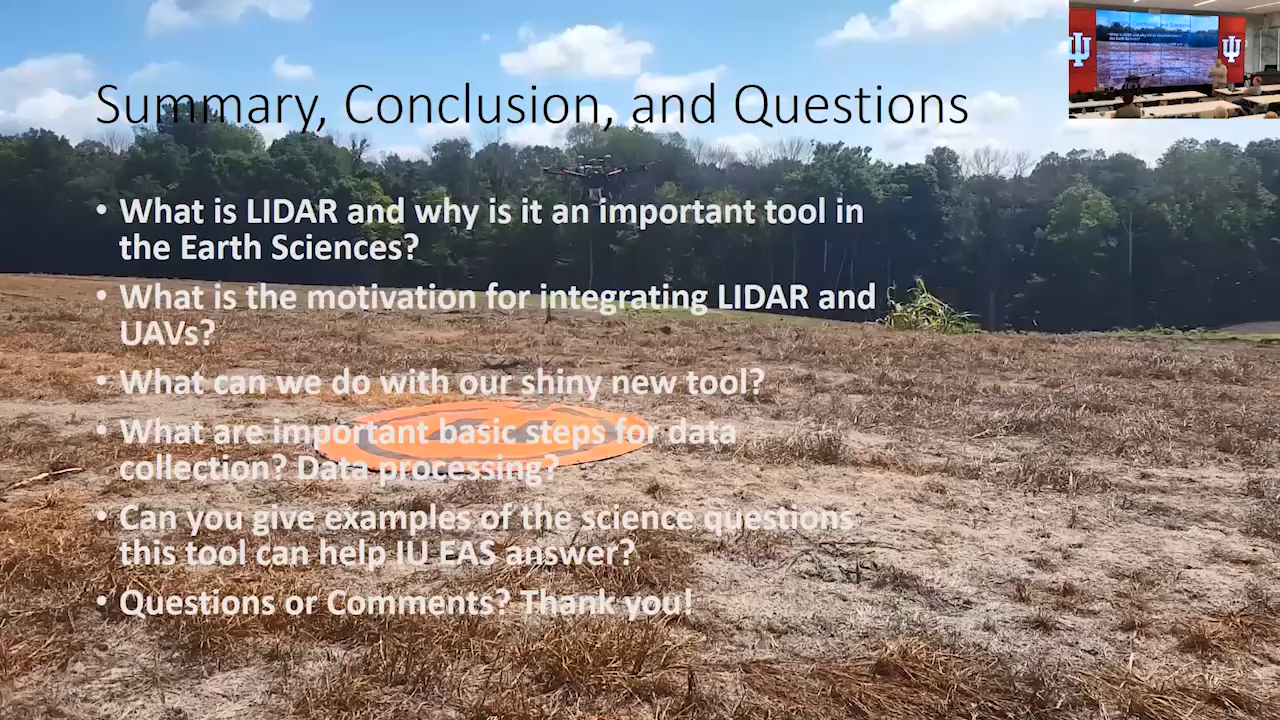 Summary, Conclusion, and Questions
• What is LIDAR and why is it an important tool in
the Earth Sciences?
• What is the motivation for integrating LIDAR and
UAVs?
• What can we do with our shiny new tool?
• What are important basic steps for data
collection? Data processing?
• Can you give examples of the science questions
this tool can help IU EAS answer?
• Questions or Comments? Thank you!